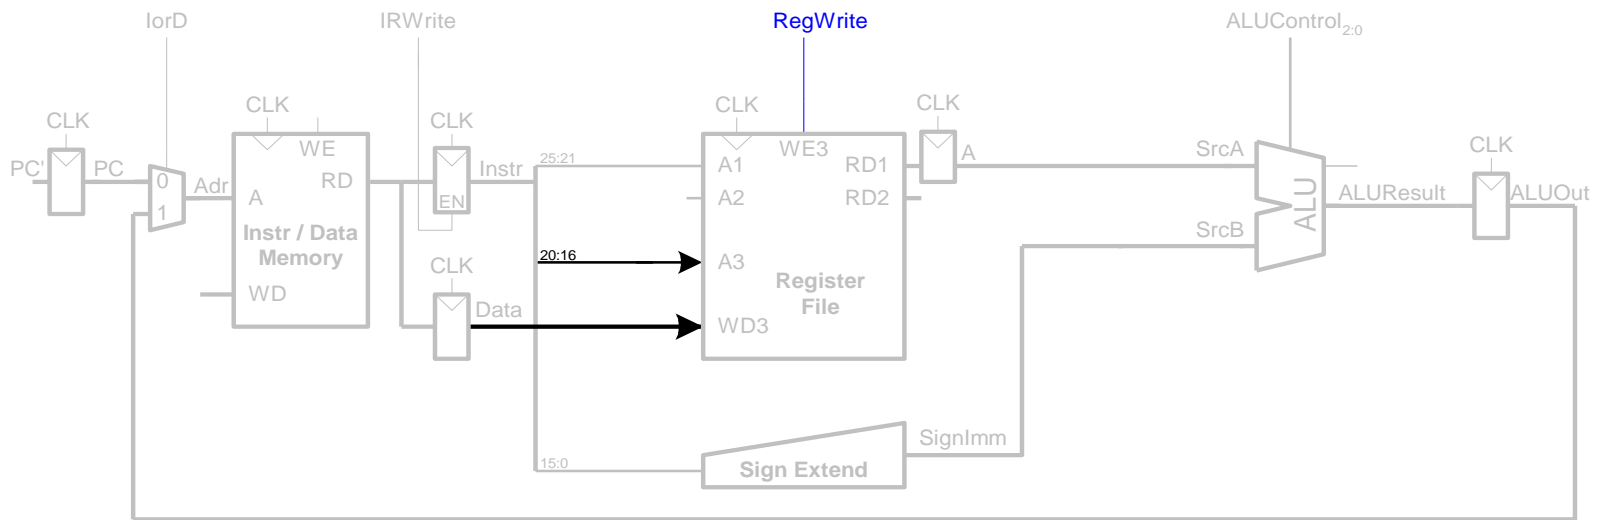 IorD
IRWrite
RegWrite
ALUControl2:0
CLK
CLK
CLK
CLK
CLK
CLK
PC'
PC
0
1
Adr
WE
RD
A
Instr / Data
Memory
WD
EN
Instr
CLK
Data
25:21
20:16
15:0
A1
A2
A3
WD3
WE3
RD1
RD2
Register
File
A
SrcA
SrcB
ALU
ALUResult
ALUOut
SignImm
Sign Extend